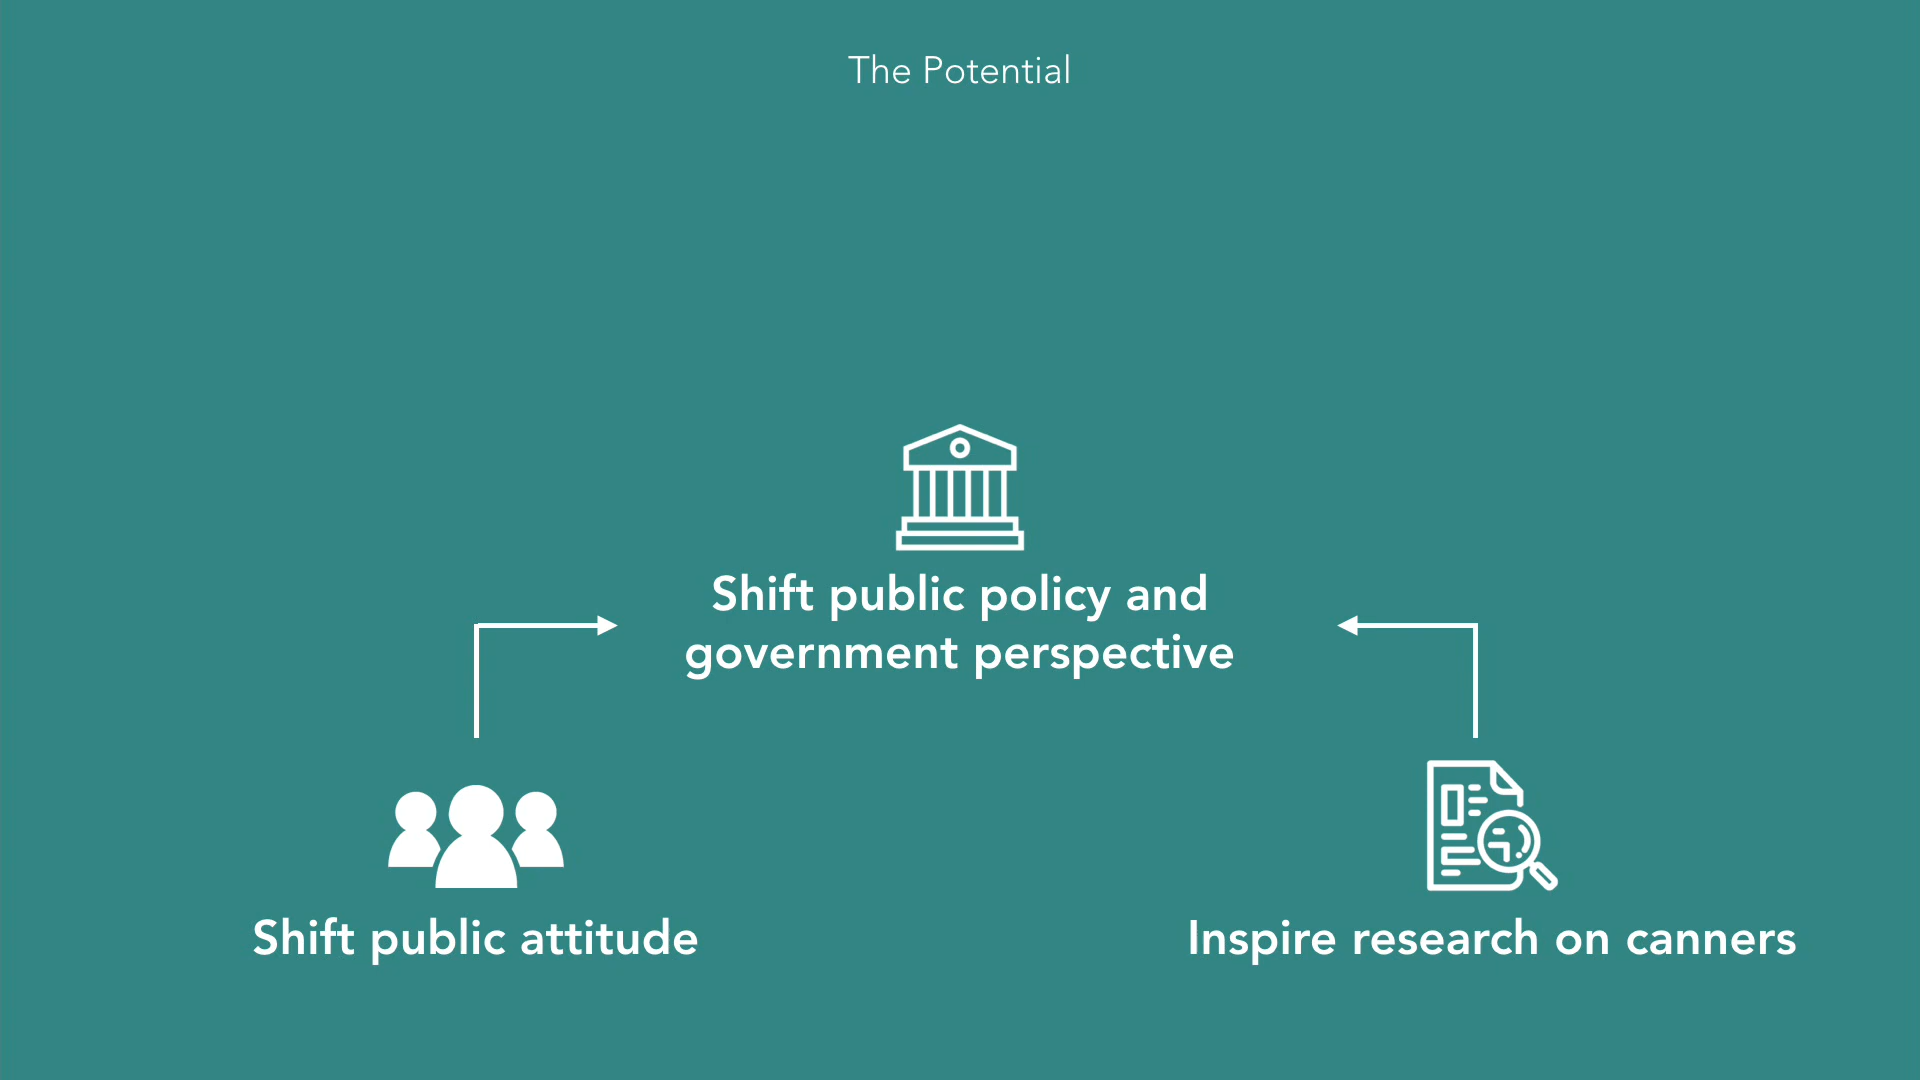 The Potential
Shift public policy and
government perspective
Shift public attitude
Inspire research on canners